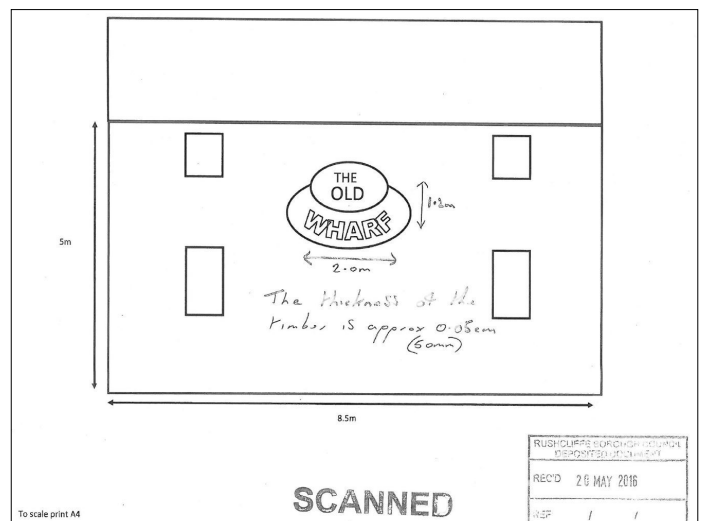 THE
OLD
WHARF
1.2m
5m
2.0m
The thickness of the
timber is approx 0.05cm
(50mm)
8.5m
RUSHCLIFFE BOROUGH COUNCIL
DEPOSITED DOCUMENT
REC'D 26 MAY 2016
SCANNED
To scale print A4
REF / /